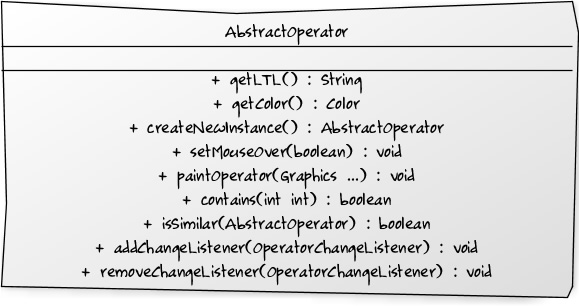 AbstractOperator
+ getLTL() : String
+ getColor() : Color
+ createNewInstance() : AbstractOperator
+ setMouseOver(boolean) : void
+ paintOperator(Graphics ...) : void
+ contains(int int) : boolean
+ isSimilar(AbstractOperator) : boolean
+ addChangeListener(OperatorChangeListener) : void
+ removeChangeListener(OperatorChangeListener) : void